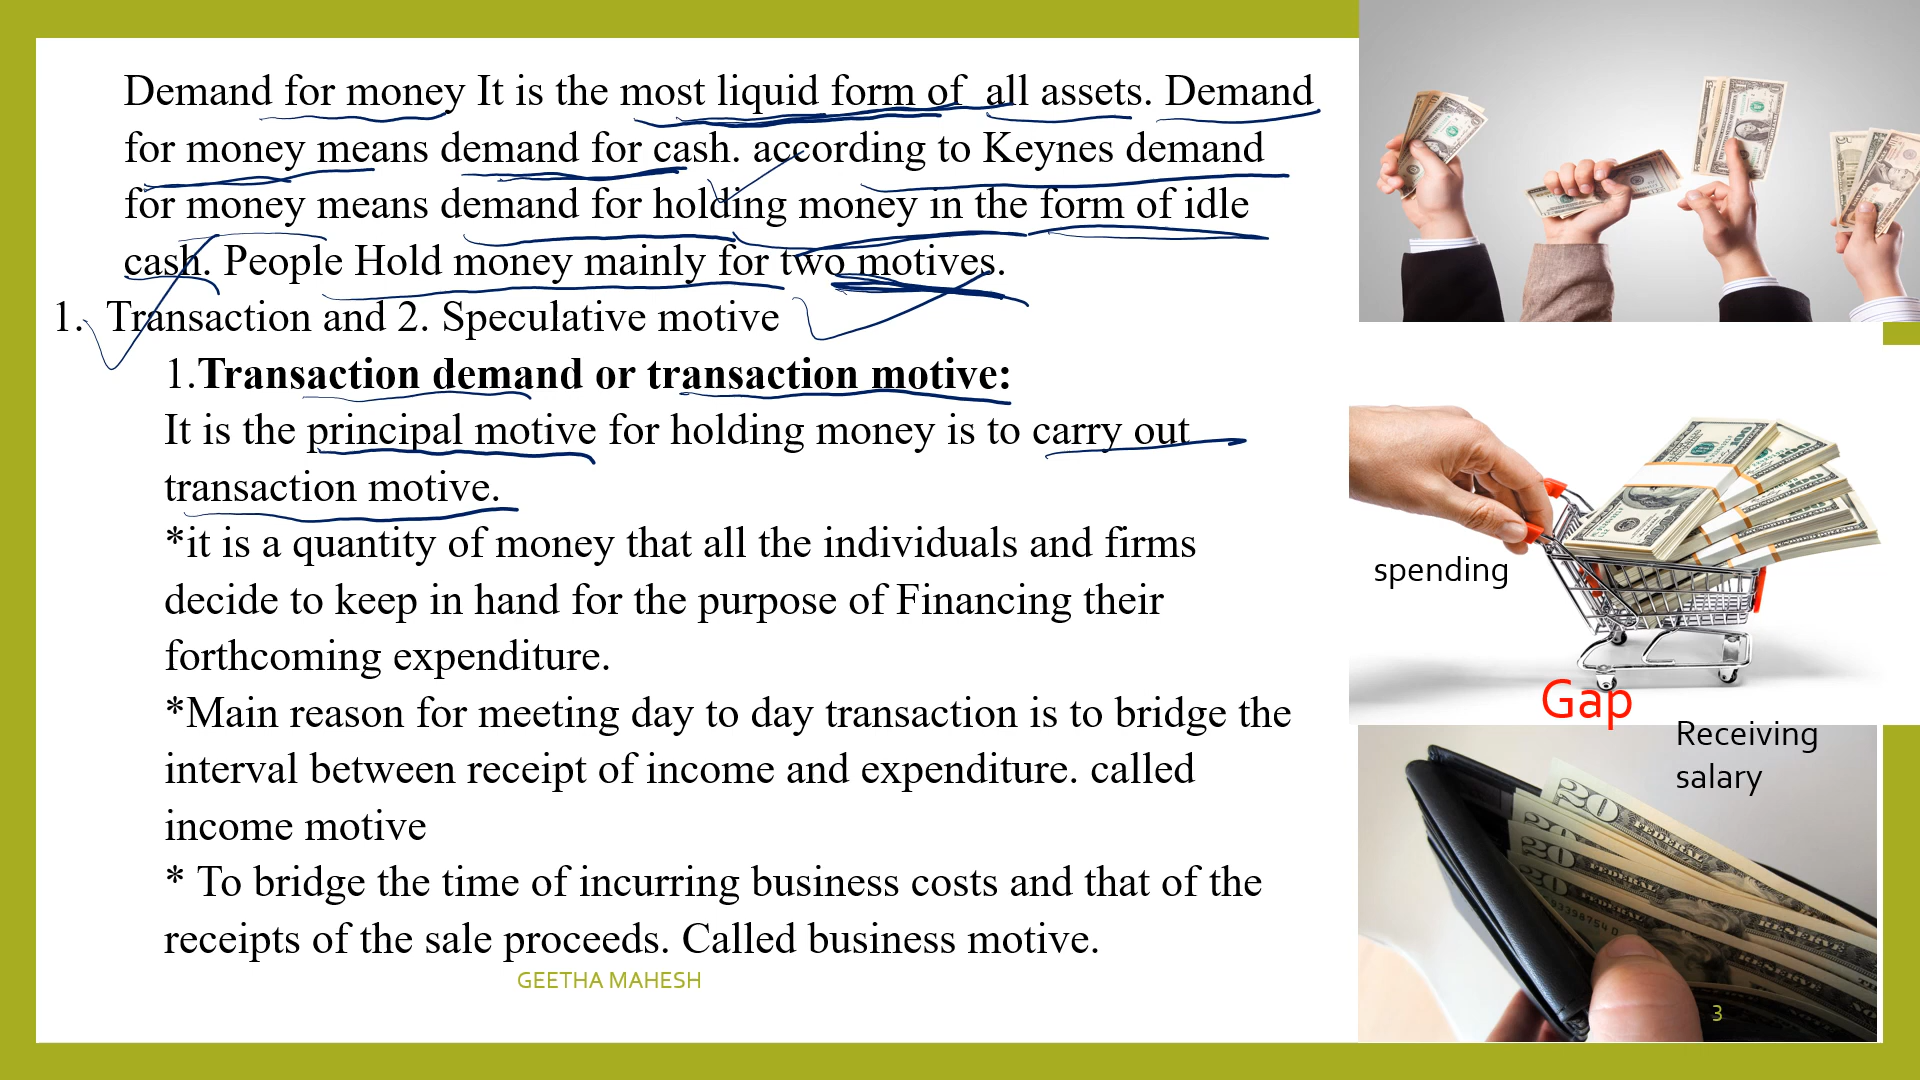 Demand for money It is the most liquid form of all assets. Demand
for money means demand for cash. according to Keynes demand
for money means demand for holding money in the form of idle
cash. People Hold money mainly for two motives.
1. Transaction and 2. Speculative motive
1.Transaction demand or transaction motive:
It is the principal motive for holding money is to carry out
transaction motive.
*it is a quantity of money that all the individuals and firms
decide to keep in hand for the purpose of Financing their
forthcoming expenditure.
*Main reason for meeting day to day transaction is to bridge the
interval between receipt of income and expenditure. called
income motive
* To bridge the time of incurring business costs and that of the
receipts of the sale proceeds. Called business motive.
GEETHA MAHESH
spending
Gap
Receiving
salary
20
FEDERAL
20
FEDERAL
20
20
RESERVE
3